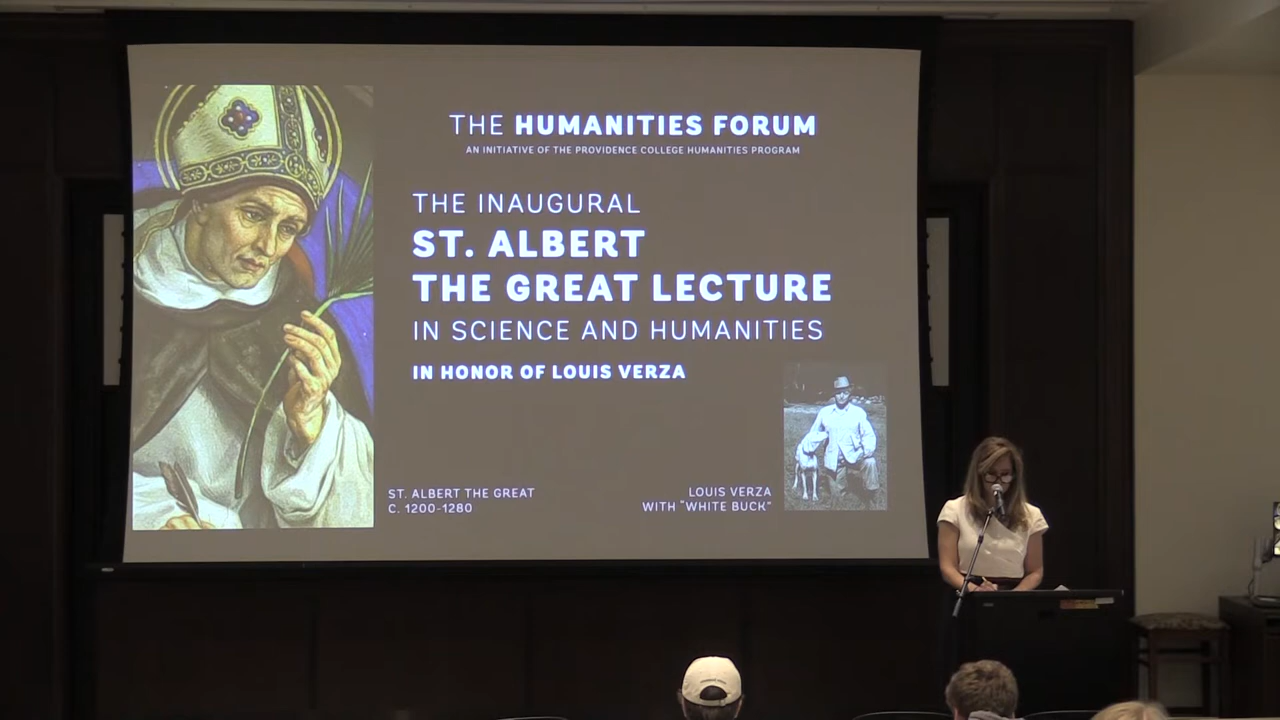 THE HUMANITIES FORUM
AN INITIATIVE OF THE PROVIDENCE COLLEGE HUMANITIES PROGRAM
THE INAUGURAL
ST. ALBERT
THE GREAT LECTURE
IN SCIENCE AND HUMANITIES
IN HONOR OF LOUIS VERZA
ST. ALBERT THE GREAT
C. 1200-1280
LOUIS VERZA
WITH "WHITE BUCK"